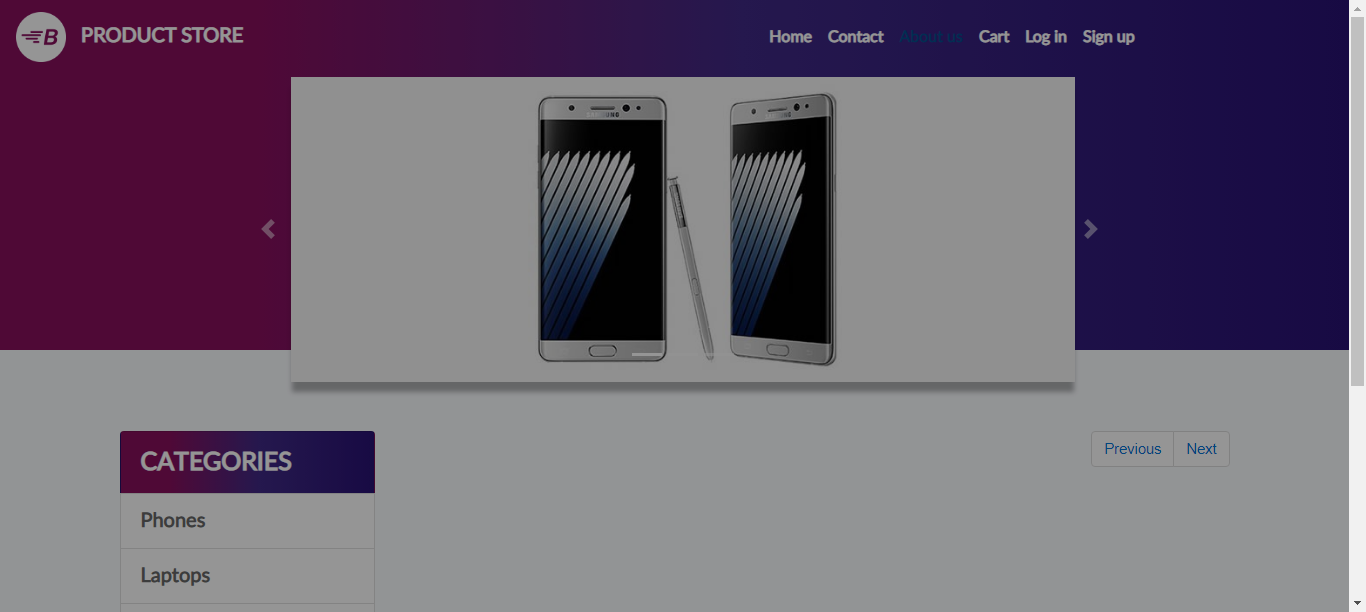 B PRODUCT STORE
Home Contact About us Cart Log in Sign up
SAMSUNG SAMSUNG
CATEGORIES
Previous Next
Phones
Laptops